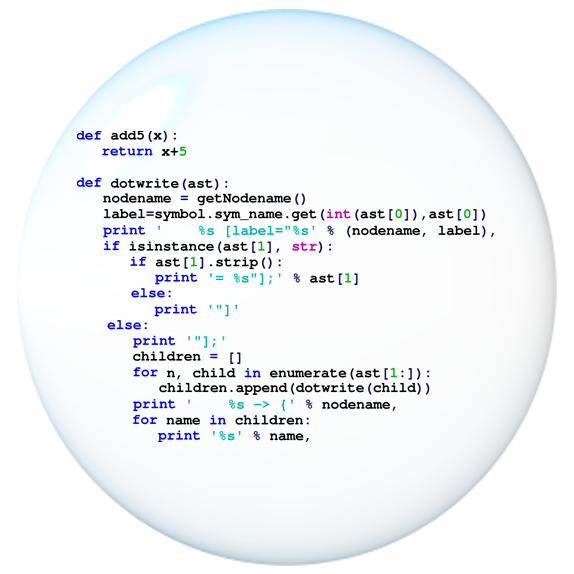 def add5(x):
    return x+5

def dotwrite(ast):
    nodename = getNodename()
    label=symbol.sym_name.get(int(ast[0]),ast[0])
    print '    %s [label="%s' % (nodename, label),
    if isinstance(ast[1], str):
        if ast[1].strip():
            print '= %s"];' % ast[1]
        else:
            print '"]'
    else:
        print '"];'
        children = []
        for n, child in enumerate(ast[1:]):
            children.append(dotwrite(child))
        print '    %s -> {' % nodename,
        for name in children:
            print '%s' % name,